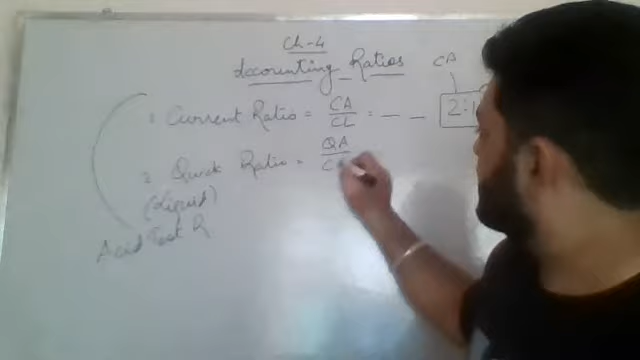 Ch-4
Accounting Ratios
CA
1. Current Ratio = CA/CL = — —
2:1
2. Quick Ratio = QA/C
(Liquid)
Acid Test R